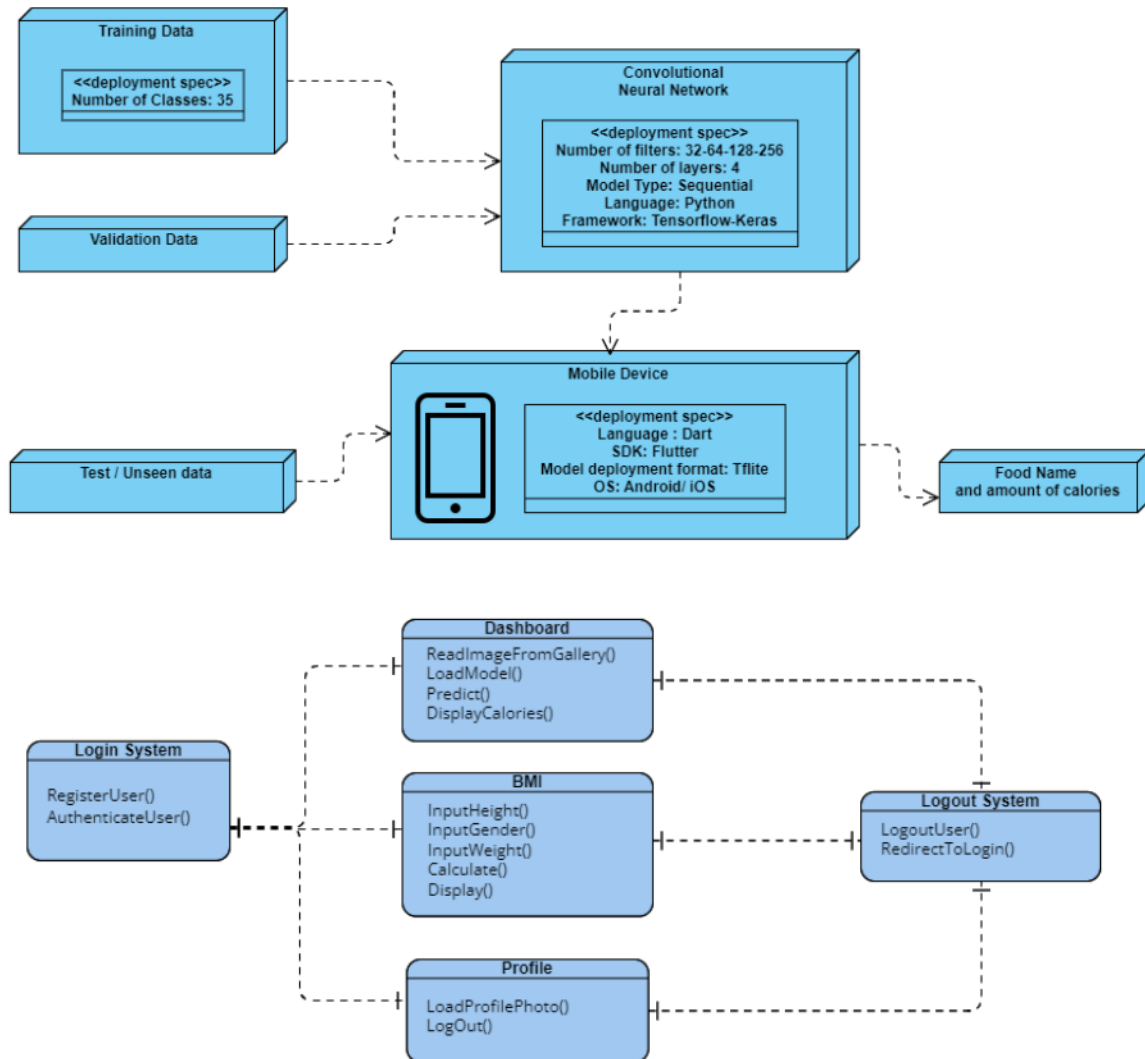 Training Data
<<deployment spec>>
Number of Classes: 35
Convolutional
Neural Network
<<deployment spec>>
Number of filters: 32-64-128-256
Number of layers: 4
Model Type: Sequential
Language: Python
Framework: Tensorflow-Keras
Validation Data
Mobile Device
<<deployment spec>>
Language : Dart
SDK: Flutter
Model deployment format: Tflite
OS: Android/ iOS
Test / Unseen data
Food Name
and amount of calories
Dashboard
ReadImageFromGallery()
LoadModel()
Predict()
DisplayCalories()
Login System
RegisterUser()
AuthenticateUser()
BMI
InputHeight()
InputGender()
InputWeight()
Calculate()
Display()
Logout System
LogoutUser()
RedirectToLogin()
Profile
LoadProfilePhoto()
LogOut()